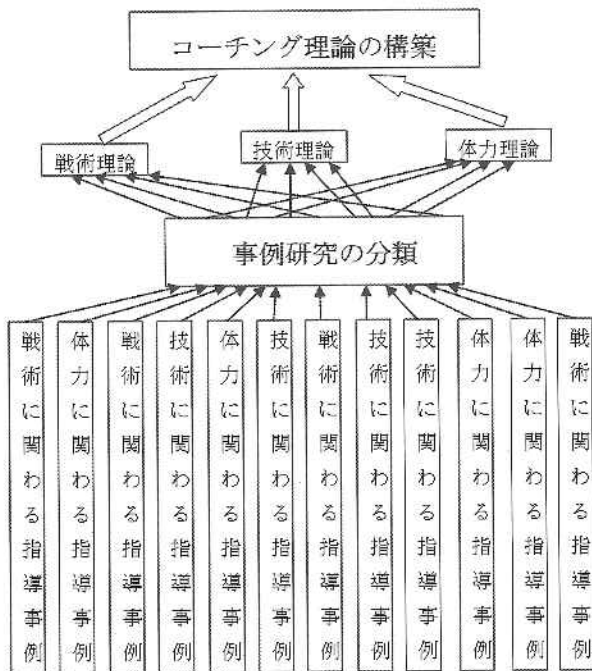 コーチング理論の構築
戦術理論
技術理論
体力理論
事例研究の分類
戦術に関わる指導事例
体力に関わる指導事例
戦術に関わる指導事例
技術に関わる指導事例
体力に関わる指導事例
技術に関わる指導事例
戦術に関わる指導事例
技術に関わる指導事例
技術に関わる指導事例
体力に関わる指導事例
体力に関わる指導事例
戦術に関わる指導事例